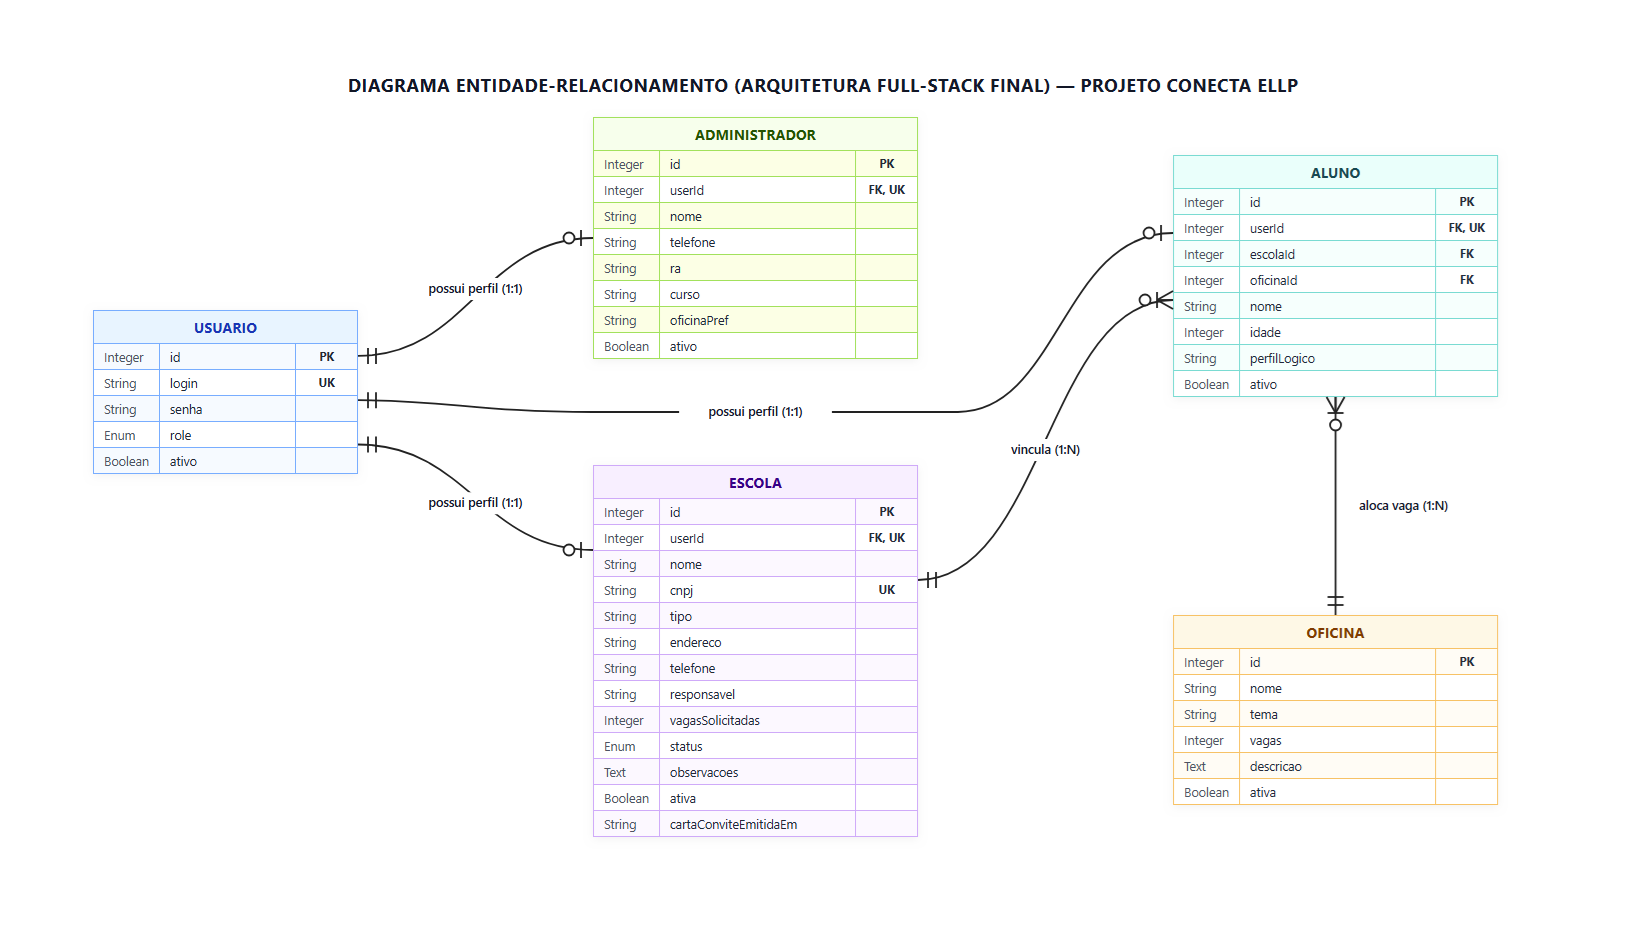 DIAGRAMA ENTIDADE-RELACIONAMENTO (ARQUITETURA FULL-STACK FINAL) — PROJETO CONECTA ELLP
ADMINISTRADOR
Integer id PK
Integer userId FK, UK
String nome
String telefone
String ra
String curso
String oficinaPref
Boolean ativo
ALUNO
Integer id PK
Integer userId FK, UK
Integer escolaId FK
Integer oficinaId FK
String nome
Integer idade
String perfilLogico
Boolean ativo
possui perfil (1:1)
USUARIO
Integer id PK
String login UK
String senha
Enum role
Boolean ativo
possui perfil (1:1)
vincula (1:N)
possui perfil (1:1)
aloca vaga (1:N)
ESCOLA
Integer id PK
Integer userId FK, UK
String nome
String cnpj UK
String tipo
String endereco
String telefone
String responsavel
Integer vagasSolicitadas
Enum status
Text observacoes
Boolean ativa
String cartaConviteEmitidaEm
OFICINA
Integer id PK
String nome
String tema
Integer vagas
Text descricao
Boolean ativa